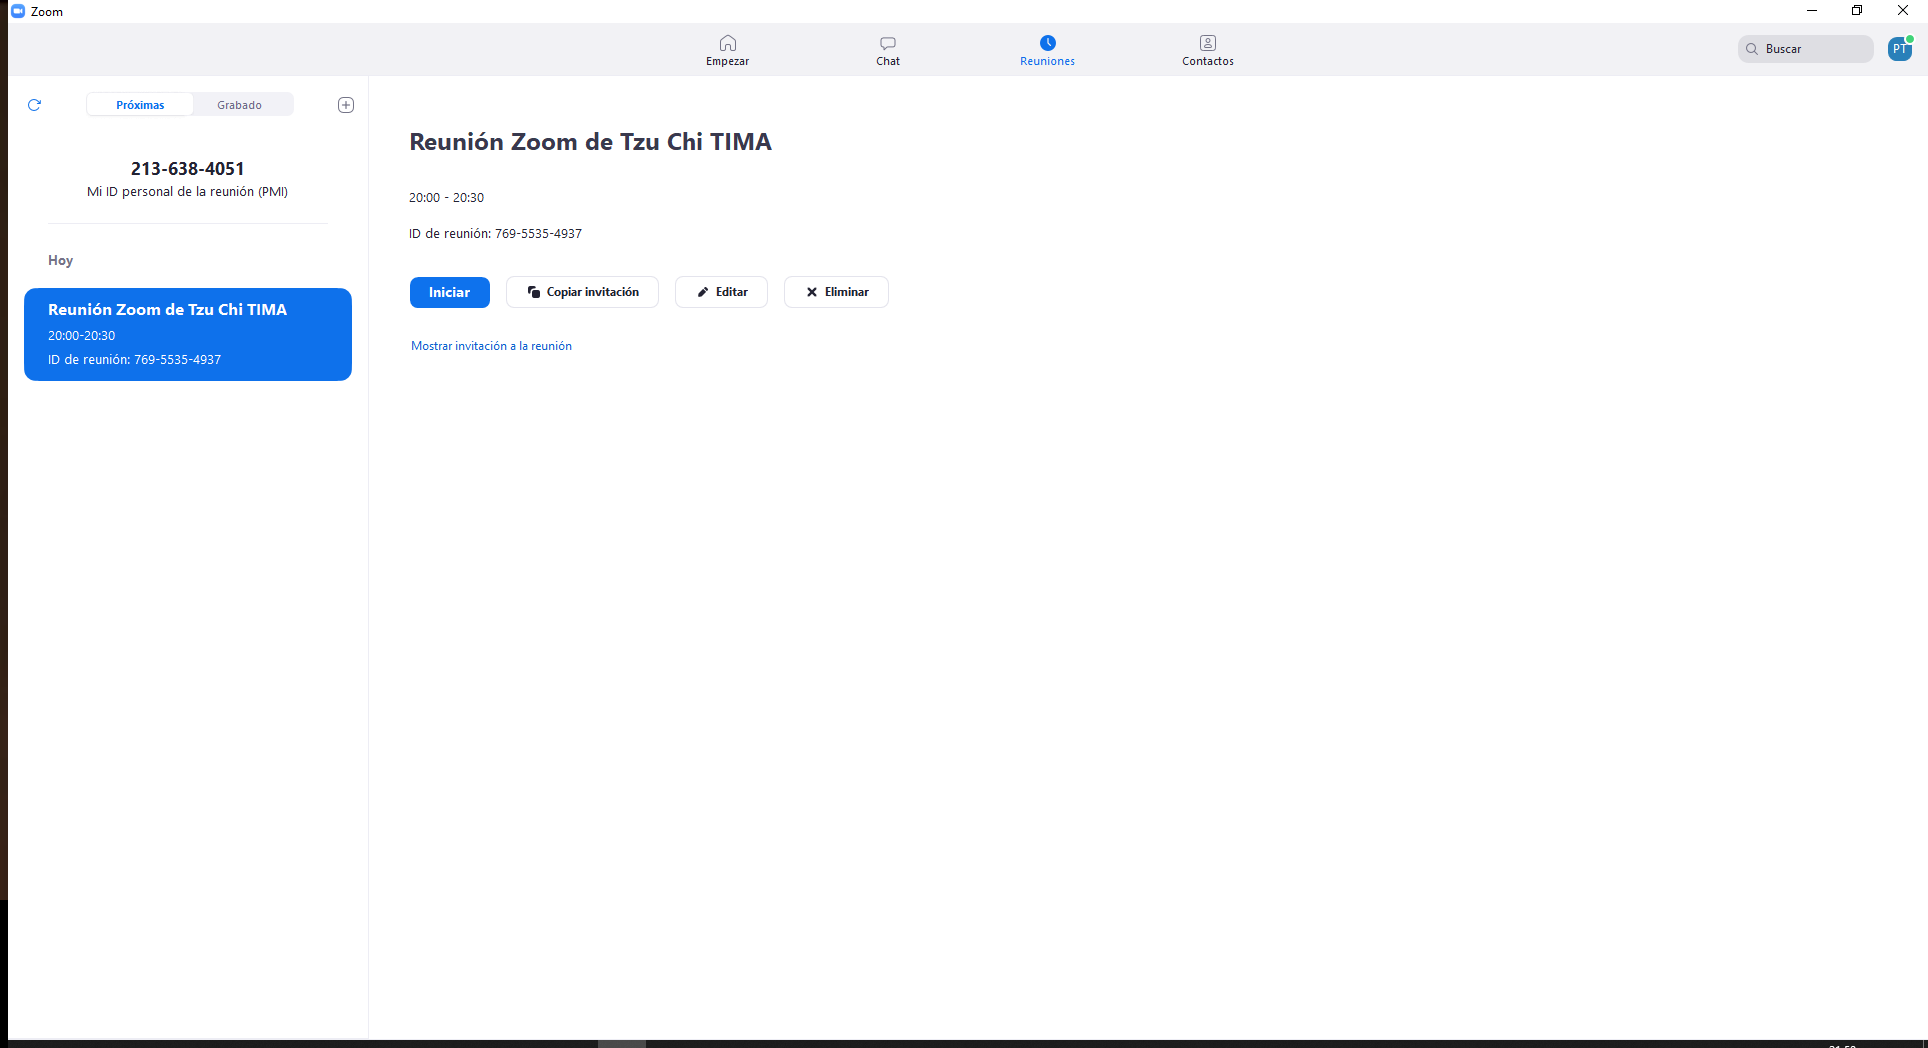 Zoom
Empezar
Chat
Reuniones
Contactos
Buscar
PT
Próximas
Grabado
213-638-4051
Mi ID personal de la reunión (PMI)
Hoy
Reunión Zoom de Tzu Chi TIMA
20:00-20:30
ID de reunión: 769-5535-4937
Reunión Zoom de Tzu Chi TIMA
20:00 - 20:30
ID de reunión: 769-5535-4937
Iniciar
Copiar invitación
Editar
Eliminar
Mostrar invitación a la reunión